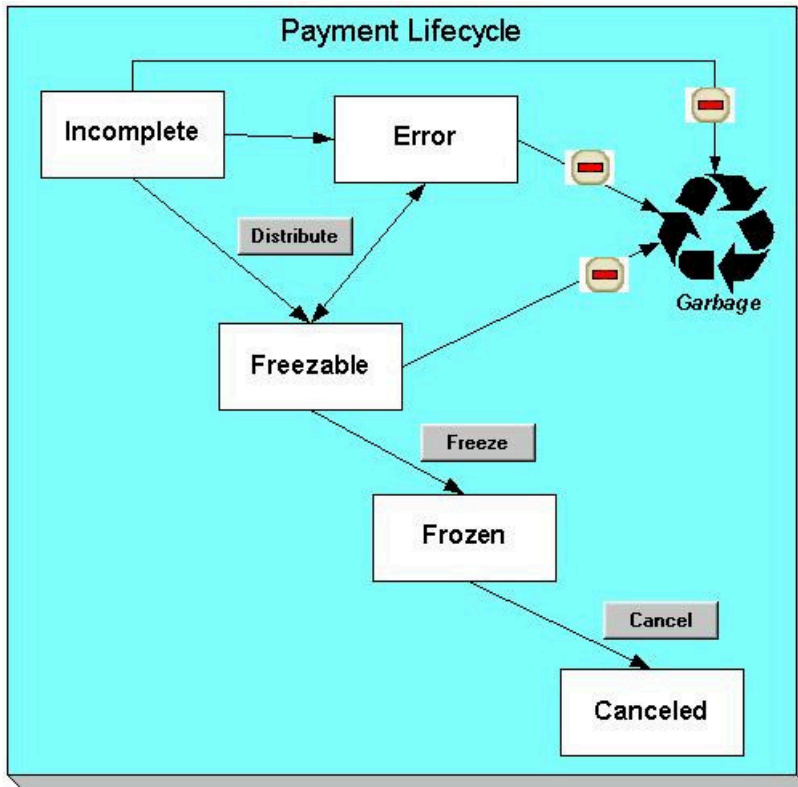 Payment Lifecycle
Incomplete
Error
Distribute
Garbage
Freezable
Freeze
Frozen
Cancel
Canceled